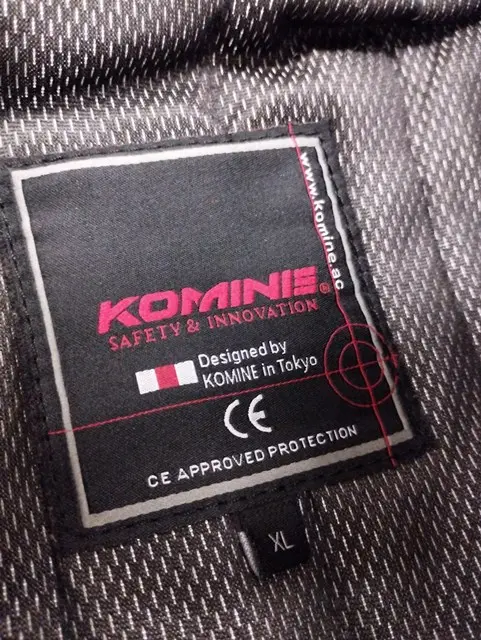 www.komine.ac
KOMINE®
SAFETY & INNOVATION
Designed by
KOMINE in Tokyo
CE
CE APPROVED PROTECTION
XL